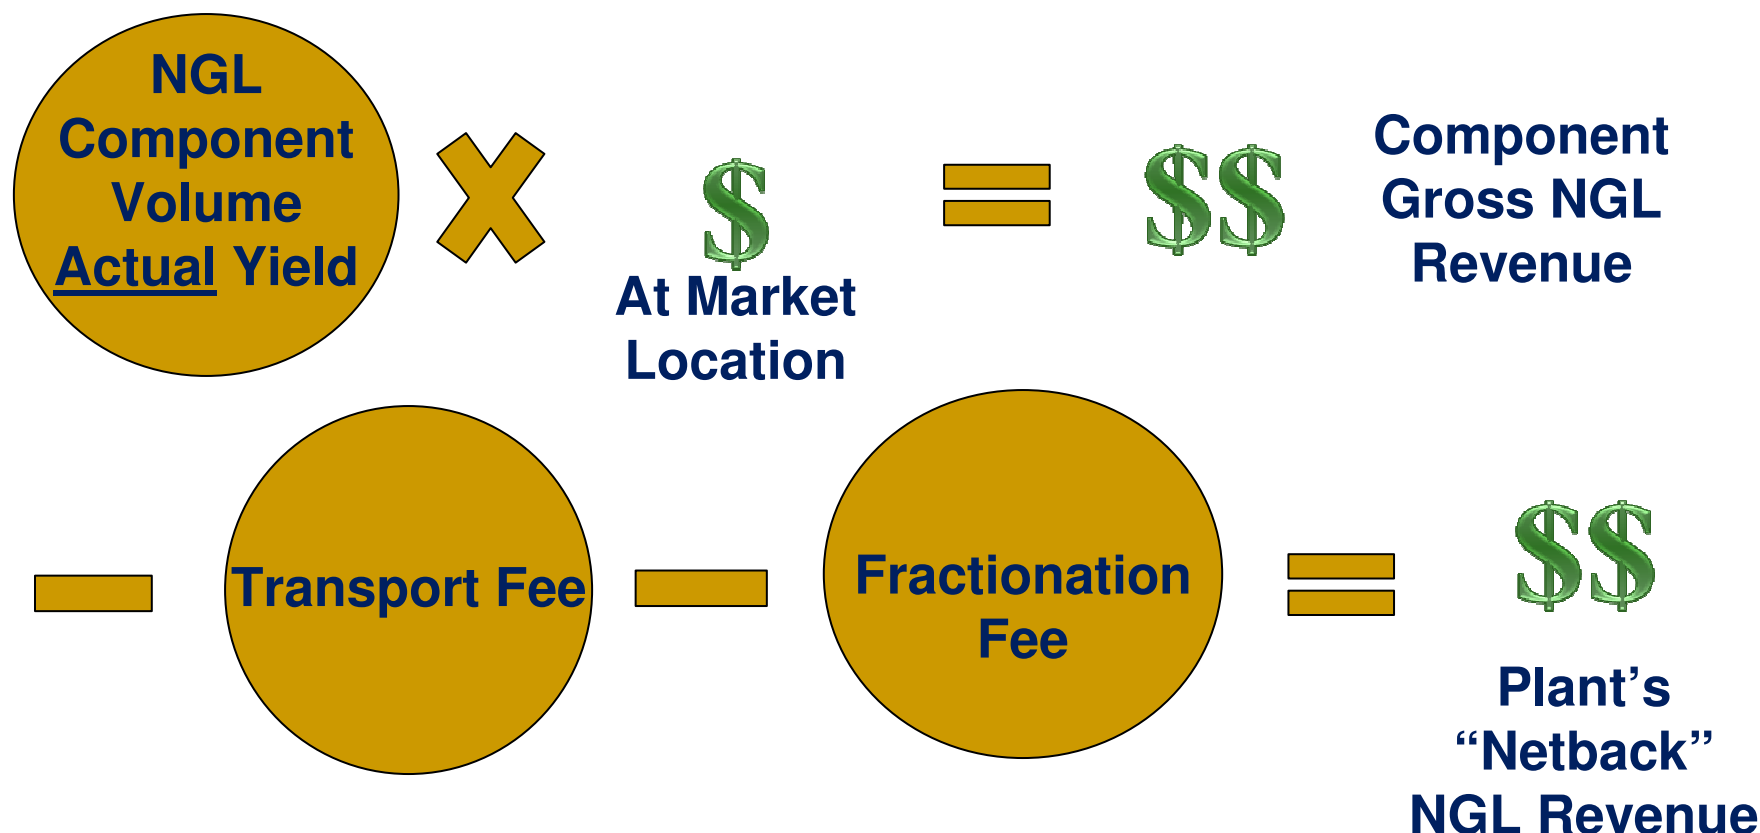 NGL
Component
Volume
Actual Yield
$
At Market
Location
$$
Component
Gross NGL
Revenue
Transport Fee
Fractionation
Fee
$$
Plant’s
“Netback”
NGL Revenue